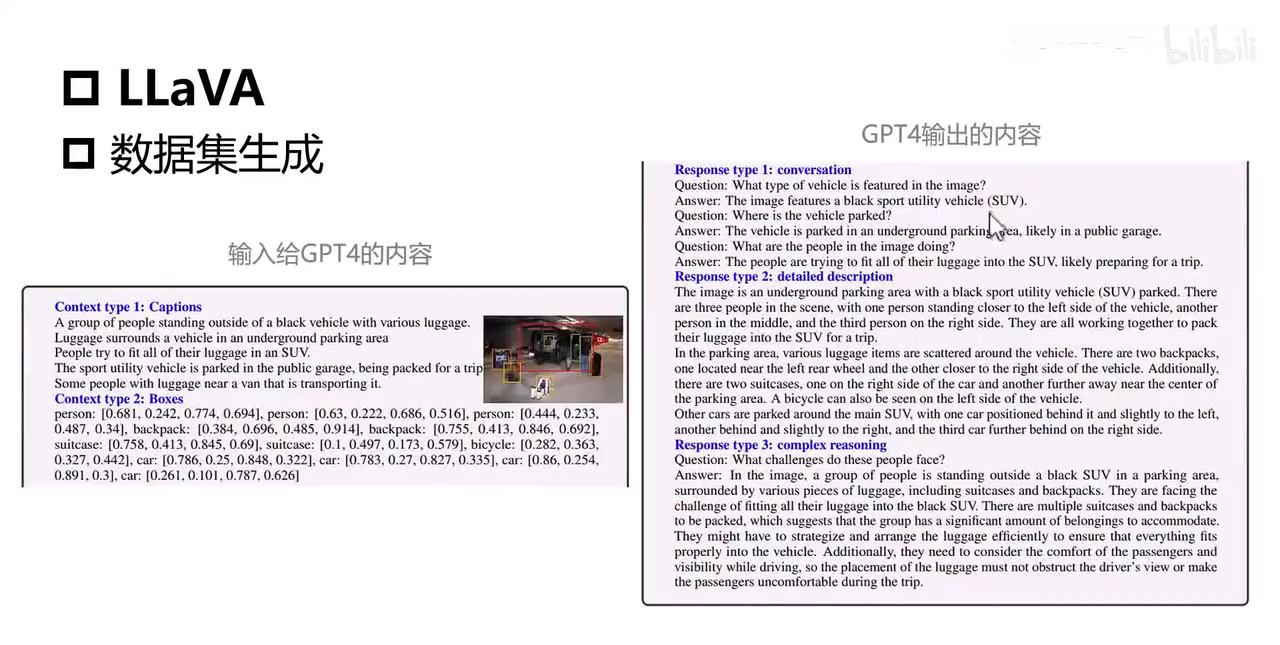 bilibili
LLaVA
数据集生成
输入给GPT4的内容
Context type 1: Captions
A group of people standing outside of a black vehicle with various luggage.
Luggage surrounds a vehicle in an underground parking area
People try to fit all of their luggage in an SUV.
The sport utility vehicle is parked in the public garage, being packed for a trip
Some people with luggage near a van that is transporting it.
Context type 2: Boxes
person: [0.681, 0.242, 0.774, 0.694], person: [0.63, 0.222, 0.686, 0.516], person: [0.444, 0.233,
0.487, 0.34], backpack: [0.384, 0.696, 0.485, 0.914], backpack: [0.755, 0.413, 0.846, 0.692],
suitcase: [0.758, 0.413, 0.845, 0.69], suitcase: [0.1, 0.497, 0.173, 0.579], bicycle: [0.282, 0.363,
0.327, 0.442], car: [0.786, 0.25, 0.848, 0.322], car: [0.783, 0.27, 0.827, 0.335], car: [0.86, 0.254,
0.891, 0.3], car: [0.261, 0.101, 0.787, 0.626]
GPT4输出的内容
Response type 1: conversation
Question: What type of vehicle is featured in the image?
Answer: The image features a black sport utility vehicle (SUV).
Question: Where is the vehicle parked?
Answer: The vehicle is parked in an underground parking area, likely in a public garage.
Question: What are the people in the image doing?
Answer: The people are trying to fit all of their luggage into the SUV, likely preparing for a trip.
Response type 2: detailed description
The image is an underground parking area with a black sport utility vehicle (SUV) parked. There
are three people in the scene, with one person standing closer to the left side of the vehicle, another
person in the middle, and the third person on the right side. They are all working together to pack
their luggage into the SUV for a trip.
In the parking area, various luggage items are scattered around the vehicle. There are two backpacks,
one located near the left rear wheel and the other closer to the right side of the vehicle. Additionally,
there are two suitcases, one on the right side of the car and another further away near the center of
the parking area. A bicycle can also be seen on the left side of the vehicle.
Other cars are parked around the main SUV, with one car positioned behind it and slightly to the left,
another behind and slightly to the right, and the third car further behind on the right side.
Response type 3: complex reasoning
Question: What challenges do these people face?
Answer: In the image, a group of people is standing outside a black SUV in a parking area,
surrounded by various pieces of luggage, including suitcases and backpacks. They are facing the
challenge of fitting all their luggage into the black SUV. There are multiple suitcases and backpacks
to be packed, which suggests that the group has a significant amount of belongings to accommodate.
They might have to strategize and arrange the luggage efficiently to ensure that everything fits
properly into the vehicle. Additionally, they need to consider the comfort of the passengers and
visibility while driving, so the placement of the luggage must not obstruct the driver's view or make
the passengers uncomfortable during the trip.